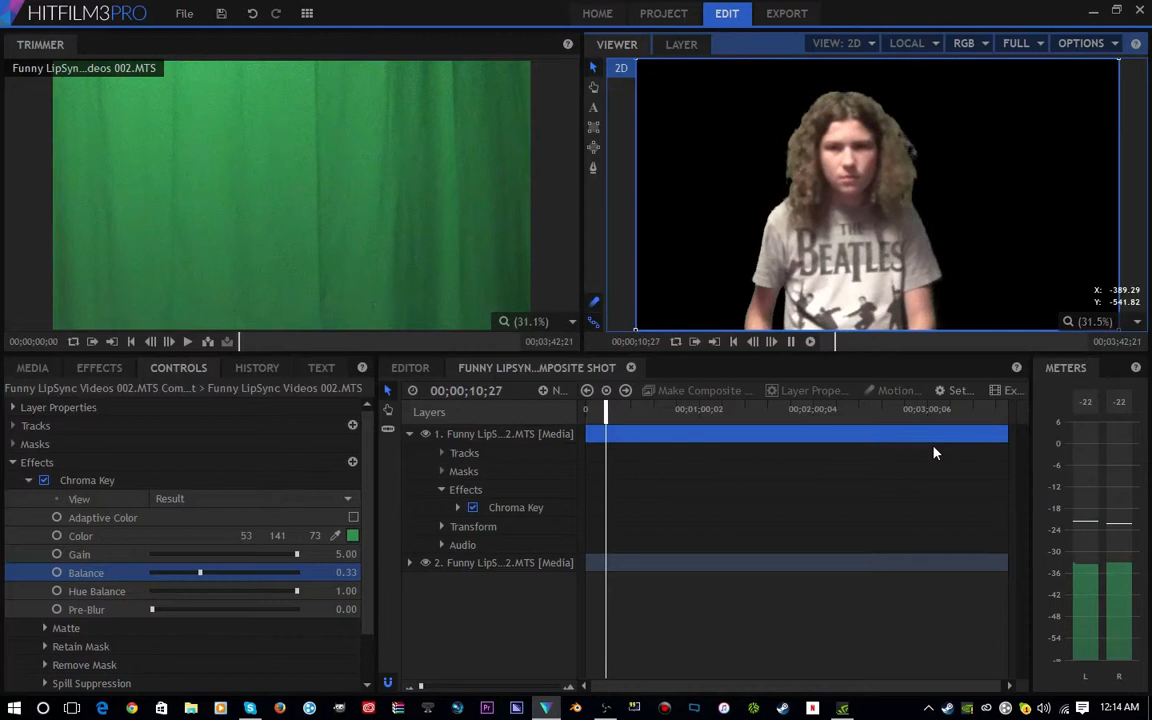 HITFILM3PRO File HOME PROJECT EDIT EXPORT
TRIMMER
Funny LipSyn...deos 002.MTS
VIEWER LAYER VIEW: 2D LOCAL RGB FULL OPTIONS
2D
THE
BEATLES
X: -389.29
Y: -541.82
(31.1%)
(31.5%)
00;00;00;00 00;03;42;21
00;00;10;27 00;03;42;21
MEDIA EFFECTS CONTROLS HISTORY TEXT
Funny LipSync Videos 002.MTS Com...t > Funny LipSync Videos 002.MTS
Layer Properties
Tracks
Masks
Effects
Chroma Key
View Result
Adaptive Color
Color 53 141 73
Gain 5.00
Balance 0.33
Hue Balance 1.00
Pre-Blur 0.00
Matte
Retain Mask
Remove Mask
Spill Suppression
EDITOR FUNNY LIPSYN...MPOSITE SHOT
00;00;10;27 N... Make Composite ... Layer Prope... Motion... Set... Ex...
Layers 0 00;01;00;02 00;02;00;04 00;03;00;06
1. Funny LipS...2.MTS [Media]
Tracks
Masks
Effects
Chroma Key
Transform
Audio
2. Funny LipS...2.MTS [Media]
METERS
-22 -22
6
0
-6
-12
-18
-24
-30
-36
-42
-48
-54
-∞
L R
12:14 AM